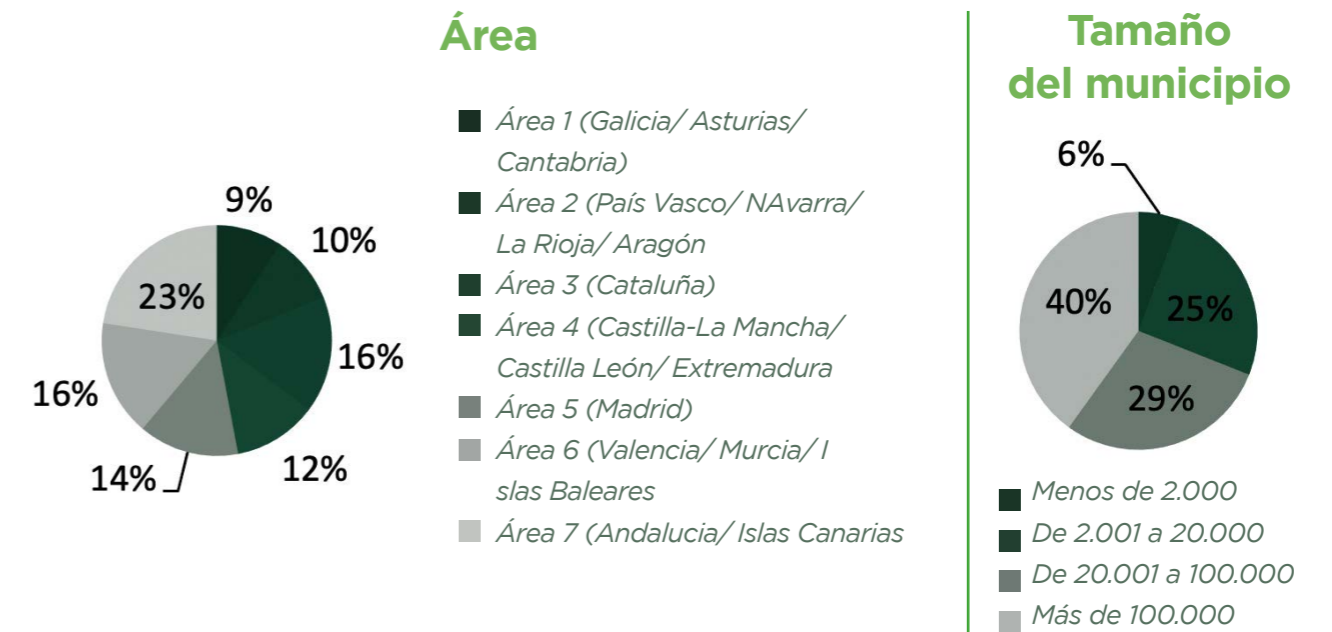 Área
9%
10%
16%
12%
14%
16%
23%
Área 1 (Galicia/ Asturias/
Cantabria)
Área 2 (País Vasco/ NAvarra/
La Rioja/ Aragón
Área 3 (Cataluña)
Área 4 (Castilla-La Mancha/
Castilla León/ Extremadura
Área 5 (Madrid)
Área 6 (Valencia/ Murcia/ I
slas Baleares
Área 7 (Andalucia/ Islas Canarias
Tamaño
del municipio
6%
25%
29%
40%
Menos de 2.000
De 2.001 a 20.000
De 20.001 a 100.000
Más de 100.000